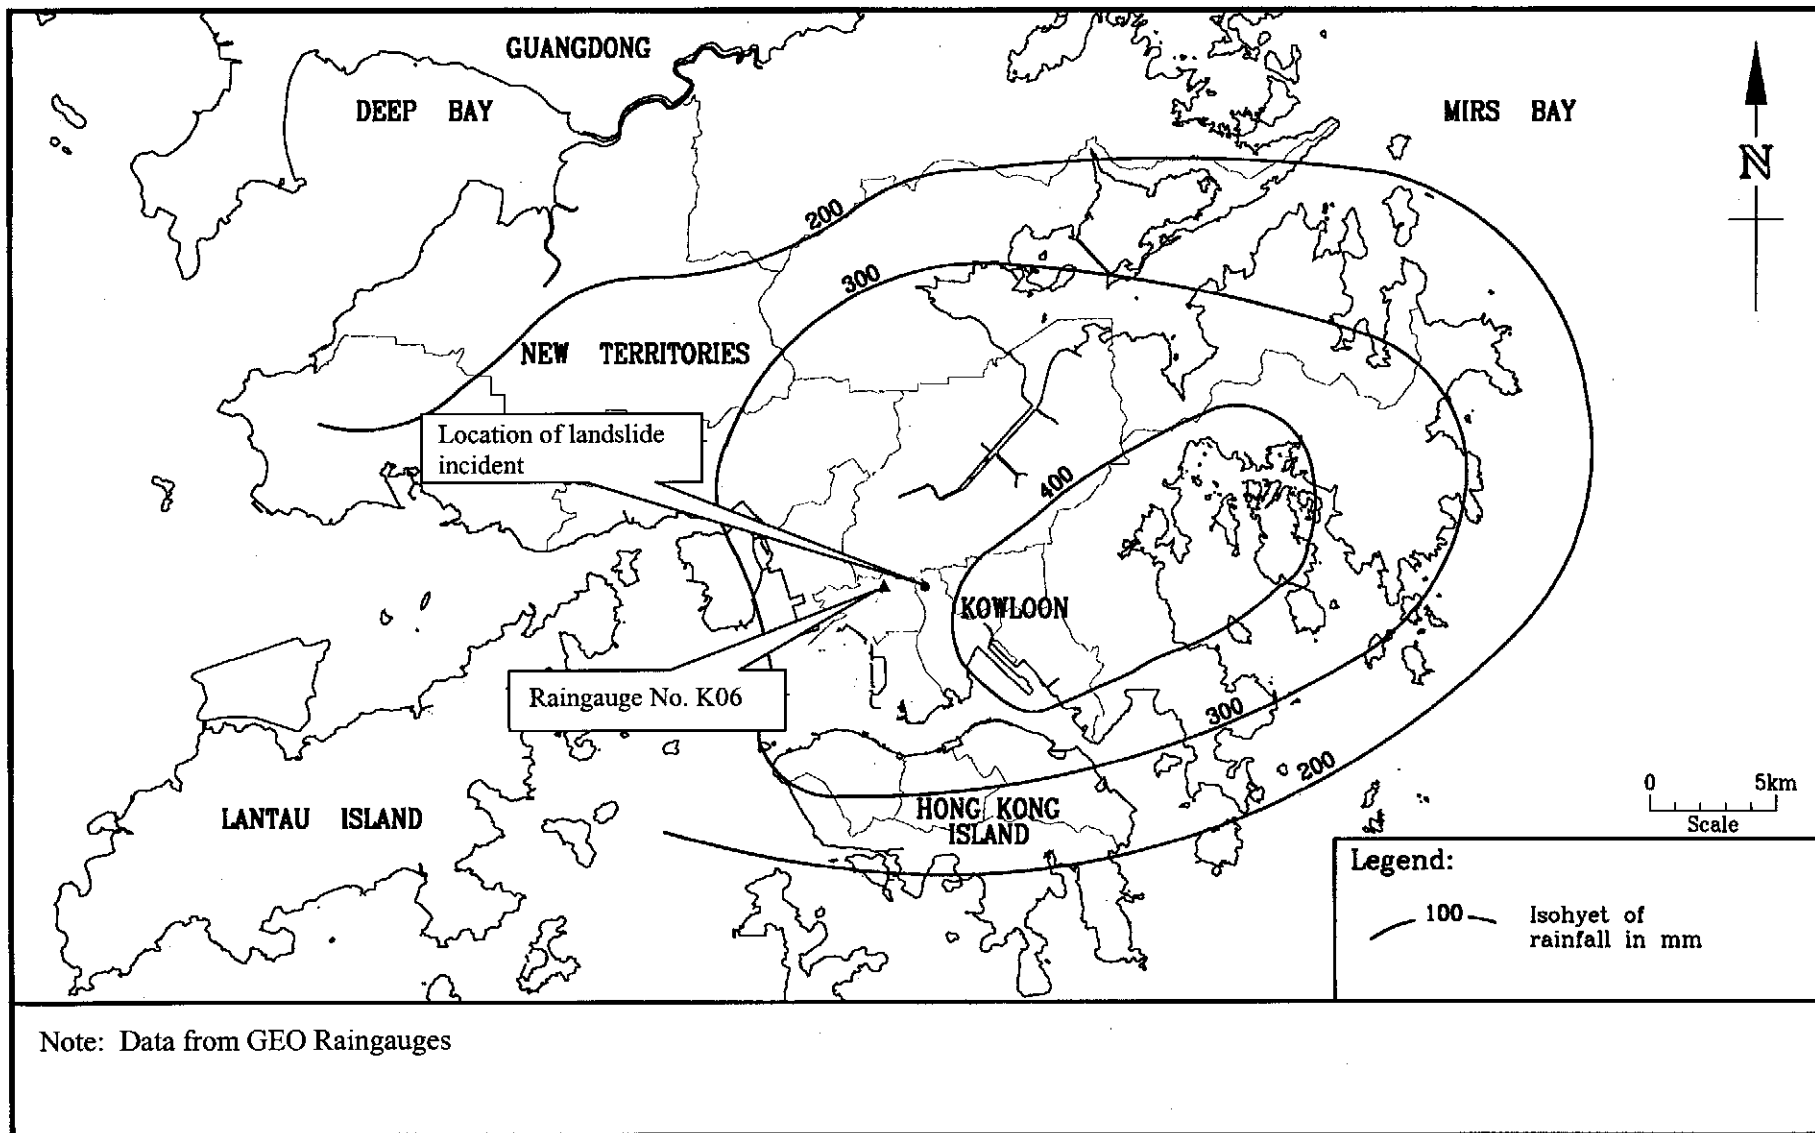 GUANGDONG
DEEP BAY
MIRS BAY
N
200
300
NEW TERRITORIES
Location of landslide
incident
400
KOWLOON
Raingauge No. K06
300
200
LANTAU ISLAND
HONG KONG
ISLAND
0 5km
Scale
Legend:
100
Isohyet of
rainfall in mm
Note: Data from GEO Raingauges